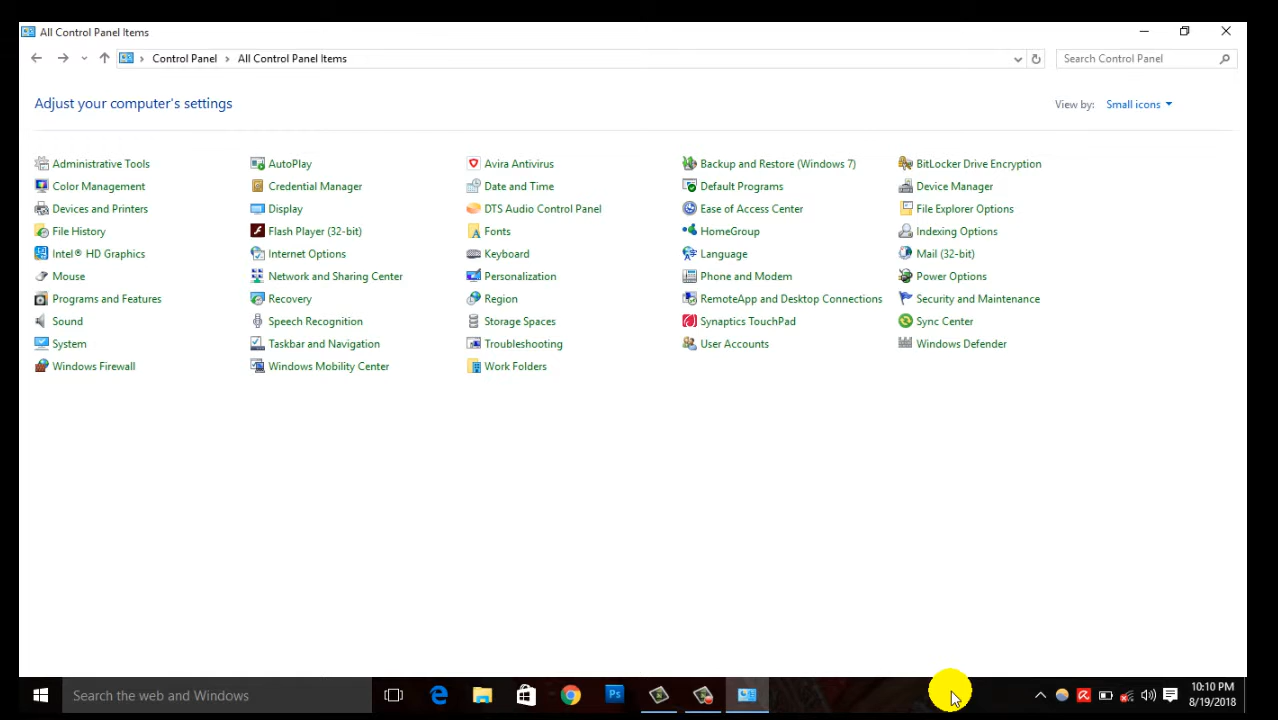 All Control Panel Items
Control Panel All Control Panel Items Search Control Panel
Adjust your computer's settings View by: Small icons
Administrative Tools AutoPlay Avira Antivirus Backup and Restore (Windows 7) BitLocker Drive Encryption
Color Management Credential Manager Date and Time Default Programs Device Manager
Devices and Printers Display DTS Audio Control Panel Ease of Access Center File Explorer Options
File History Flash Player (32-bit) Fonts HomeGroup Indexing Options
Intel® HD Graphics Internet Options Keyboard Language Mail (32-bit)
Mouse Network and Sharing Center Personalization Phone and Modem Power Options
Programs and Features Recovery Region RemoteApp and Desktop Connections Security and Maintenance
Sound Speech Recognition Storage Spaces Synaptics TouchPad Sync Center
System Taskbar and Navigation Troubleshooting User Accounts Windows Defender
Windows Firewall Windows Mobility Center Work Folders
Search the web and Windows Ps 10:10 PM
8/19/2018